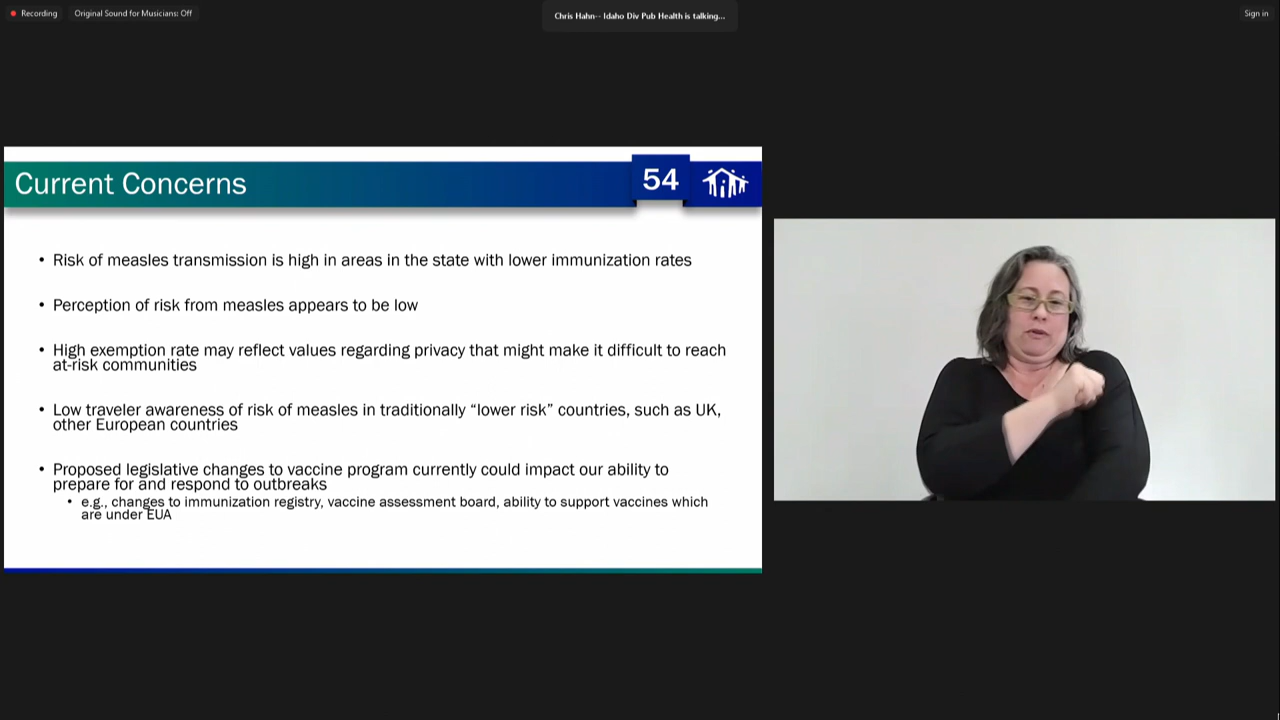 Recording
Original Sound for Musicians: Off
Chris Hahn-- Idaho Div Pub Health is talking...
Sign in
Current Concerns
54
• Risk of measles transmission is high in areas in the state with lower immunization rates
• Perception of risk from measles appears to be low
• High exemption rate may reflect values regarding privacy that might make it difficult to reach
at-risk communities
• Low traveler awareness of risk of measles in traditionally “lower risk” countries, such as UK,
other European countries
• Proposed legislative changes to vaccine program currently could impact our ability to
prepare for and respond to outbreaks
• e.g., changes to immunization registry, vaccine assessment board, ability to support vaccines which
are under EUA